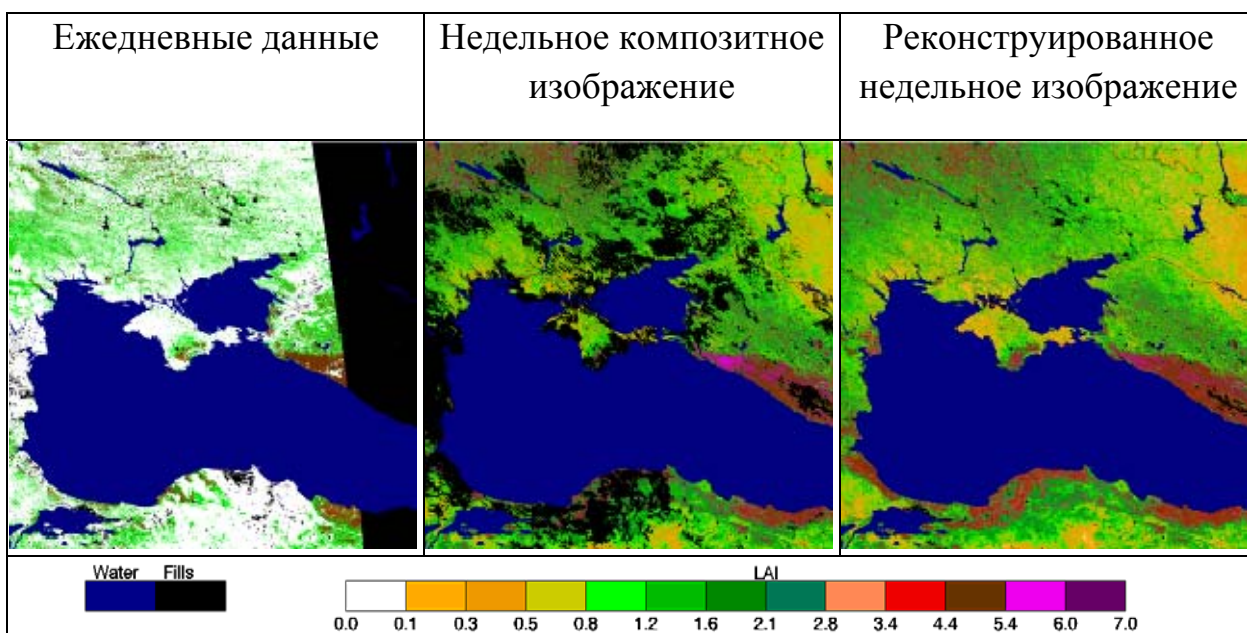 Ежедневные данные
Недельное композитное
изображение
Реконструированное
недельное изображение
Water Fills
LAI
0.0 0.1 0.3 0.5 0.8 1.2 1.6 2.1 2.8 3.4 4.4 5.4 6.0 7.0